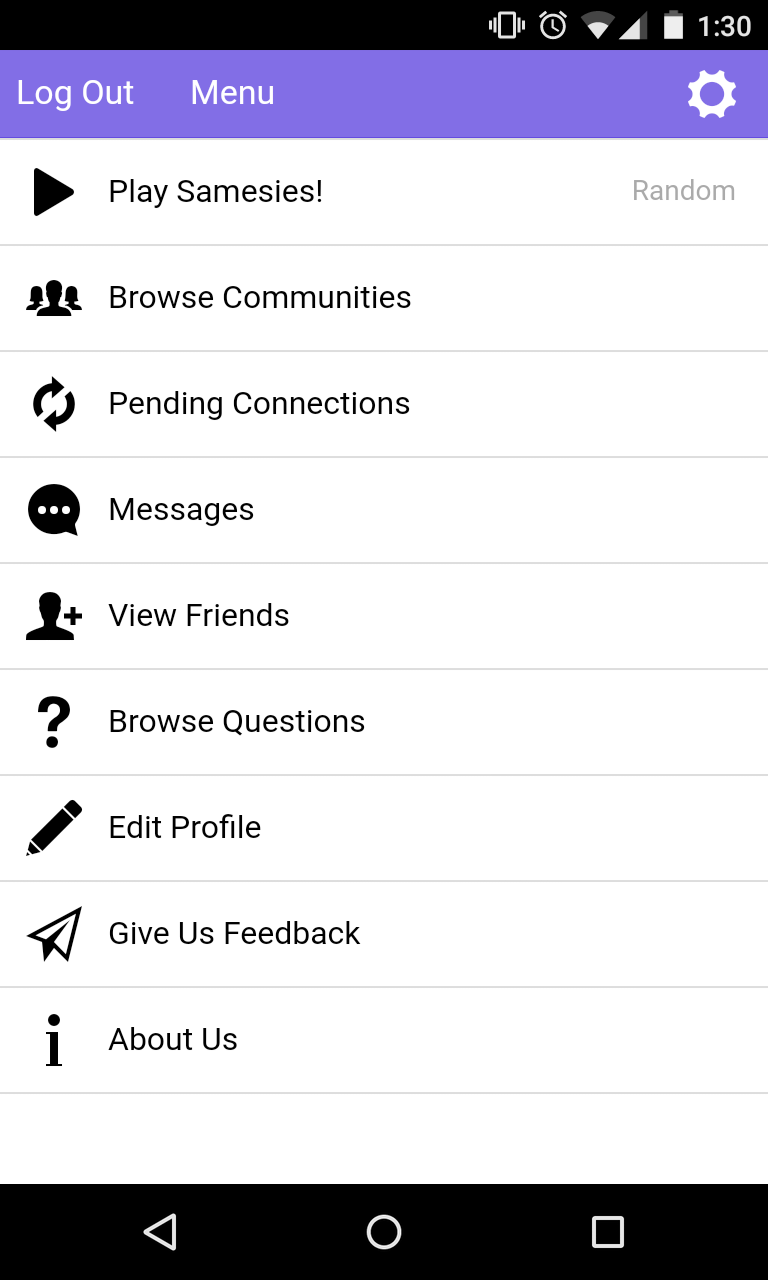 1:30
Log Out Menu
Play Samesies! Random
Browse Communities
Pending Connections
Messages
View Friends
Browse Questions
Edit Profile
Give Us Feedback
About Us